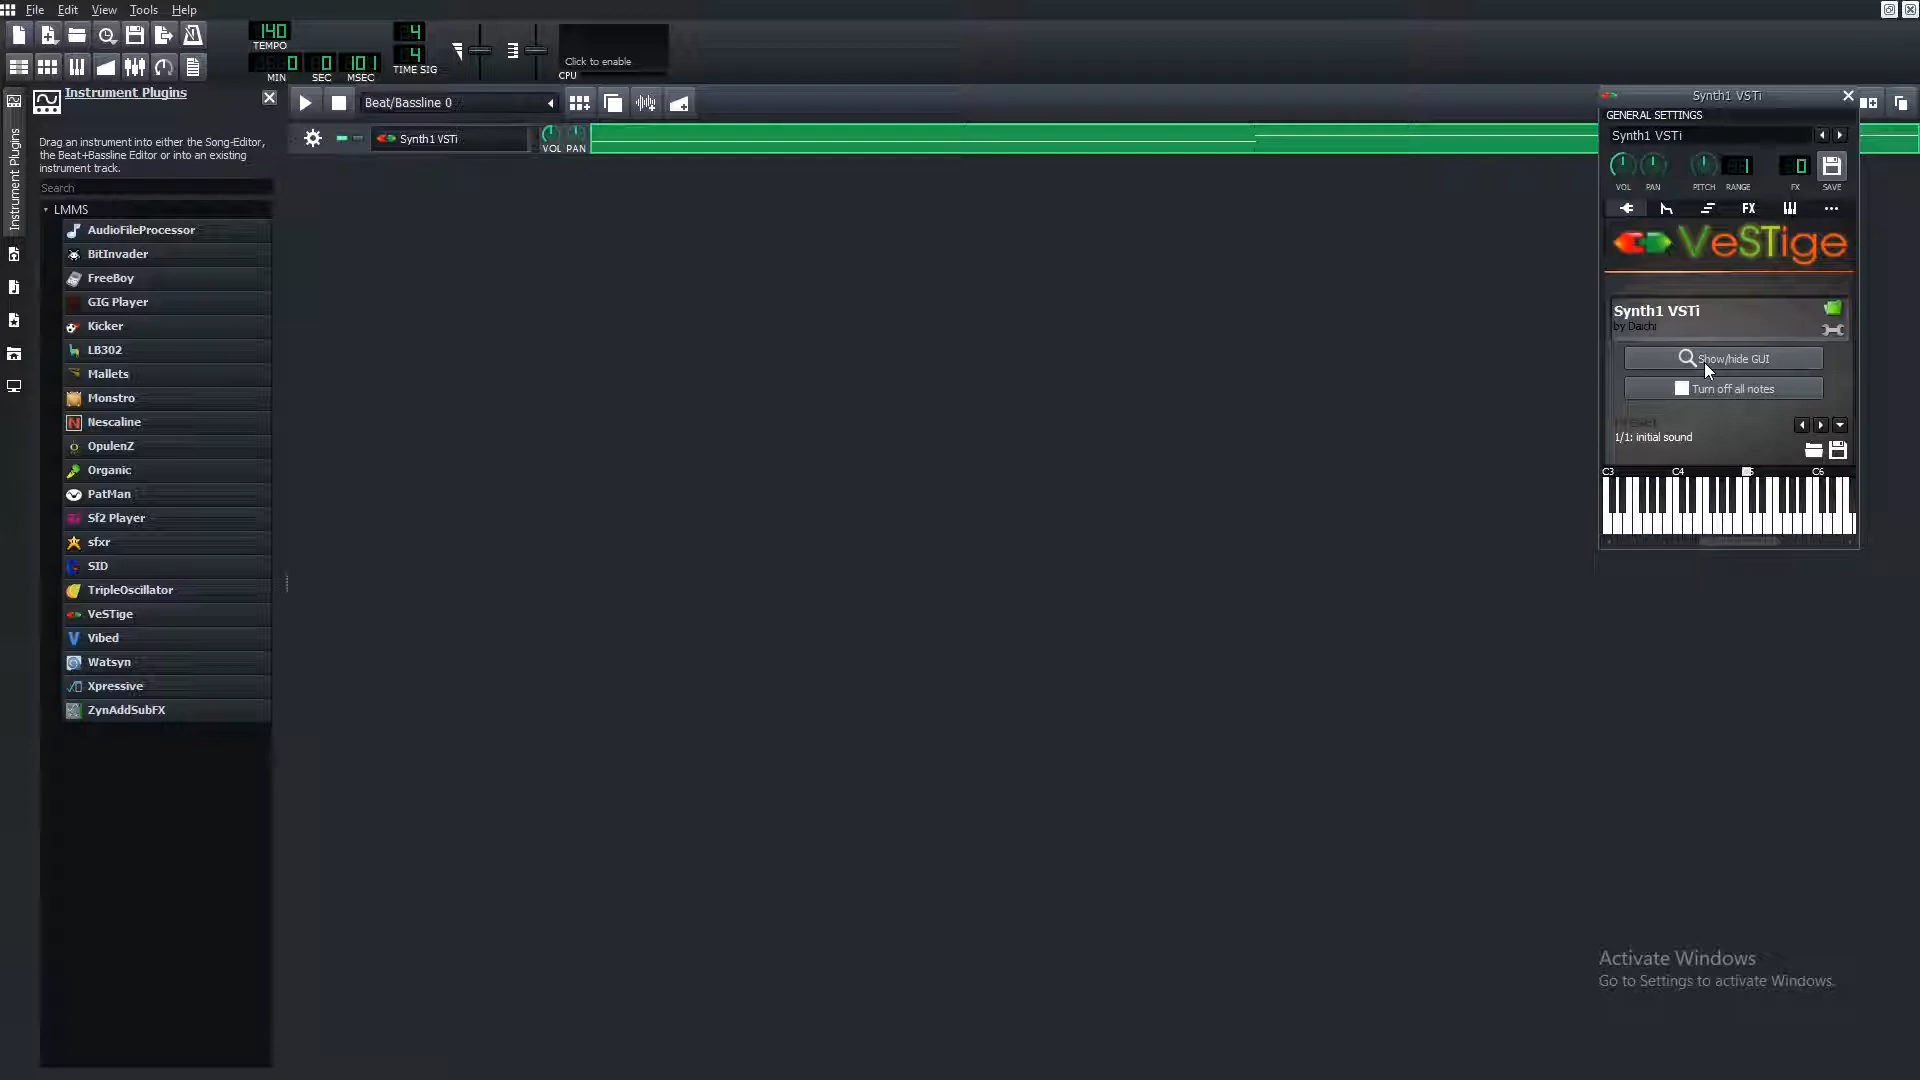 File Edit View Tools Help
140
TEMPO
0 0 101
MIN SEC MSEC
4
4
TIME SIG
Click to enable
CPU
Instrument Plugins
Instrument Plugins
Drag an instrument into either the Song-Editor,
the Beat+Bassline Editor or into an existing
instrument track.
Search
LMMS
AudioFileProcessor
BitInvader
FreeBoy
GIG Player
Kicker
LB302
Mallets
Monstro
Nescaline
OpulenZ
Organic
PatMan
Sf2 Player
sfxr
SID
TripleOscillator
VeSTige
Vibed
Watsyn
Xpressive
ZynAddSubFX
Beat/Bassline 0
Synth1 VSTi
VOL PAN
Synth1 VSTi
GENERAL SETTINGS
Synth1 VSTi
1 0
VOL PAN PITCH RANGE FX SAVE
FX
VeSTige
Synth1 VSTi
by Daichi
Show/hide GUI
Turn off all notes
1/1: initial sound
C3 C4 C6
Activate Windows
Go to Settings to activate Windows.